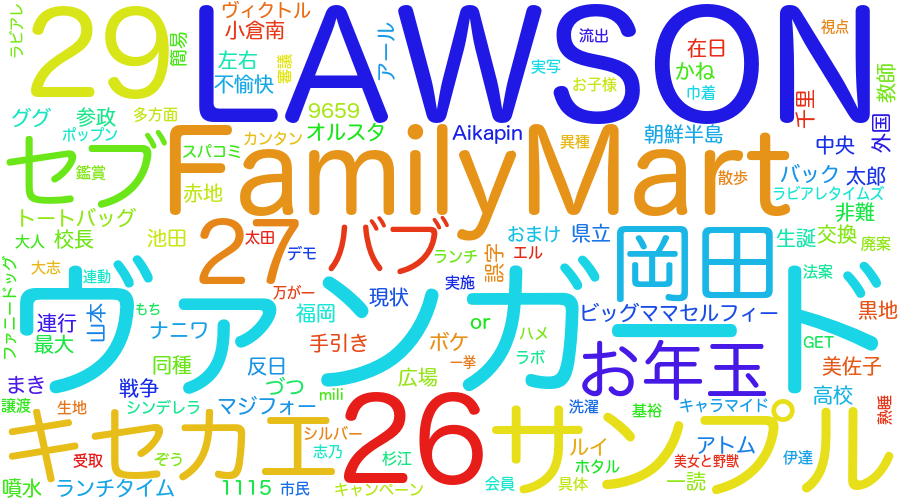 ラビアレ
29
簡易
ヴィクトル
小倉南
LAWSON
アール
流出
視点
左右
不愉快
審議
実写
お子様
在日
かね
巾着
千里
教師
外国
ググ
参政
多方面
9659
ポップン
カンタン
オルスタ
Aikapin
異種
朝鮮半島
中央
セブ
スパコミ
FamilyMart
鑑賞
赤地
散歩
バック
太郎
ラビアレタイムズ
トートバッグ
非難
大人
校長
池田
27
太田
デモ
バブ
ランチ
誤字
おまけ
エル
県立
岡田
生誕
交換
廃案
ファニードッグ
大志
連動
万が一
実施
法案
ヴァンガード
もち
福岡
現状
ビッグママセルフィー
黒地
連行
山本
ナニワ
最大
手引き
ボケ
or
ハメ
GET
同種
反日
一挙
ラボ
お年玉
美佐子
まき
戦争
づつ
mili
広場
高校
譲渡
生地
シンデレラ
マジフォー
26
洗濯
基裕
キャラマイド
熟睡
キセカエ
サンプル
シルバー
志乃
ルイ
アトム
受取
ぞう
杉江
ホタル
美女と野獣
伊達
噴水
ランチタイム
1115
市民
キャンペーン
会員
具体
一読